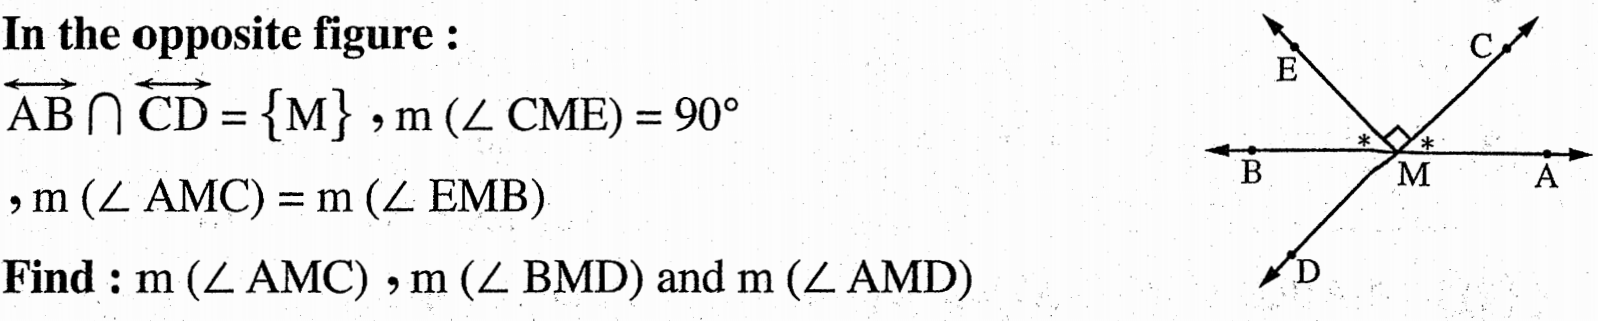 In the opposite figure :
AB ∩ CD = {M} , m (∠ CME) = 90°
, m (∠ AMC) = m (∠ EMB)
Find : m (∠ AMC) , m (∠ BMD) and m (∠ AMD)
C
E
* *
B M A
D